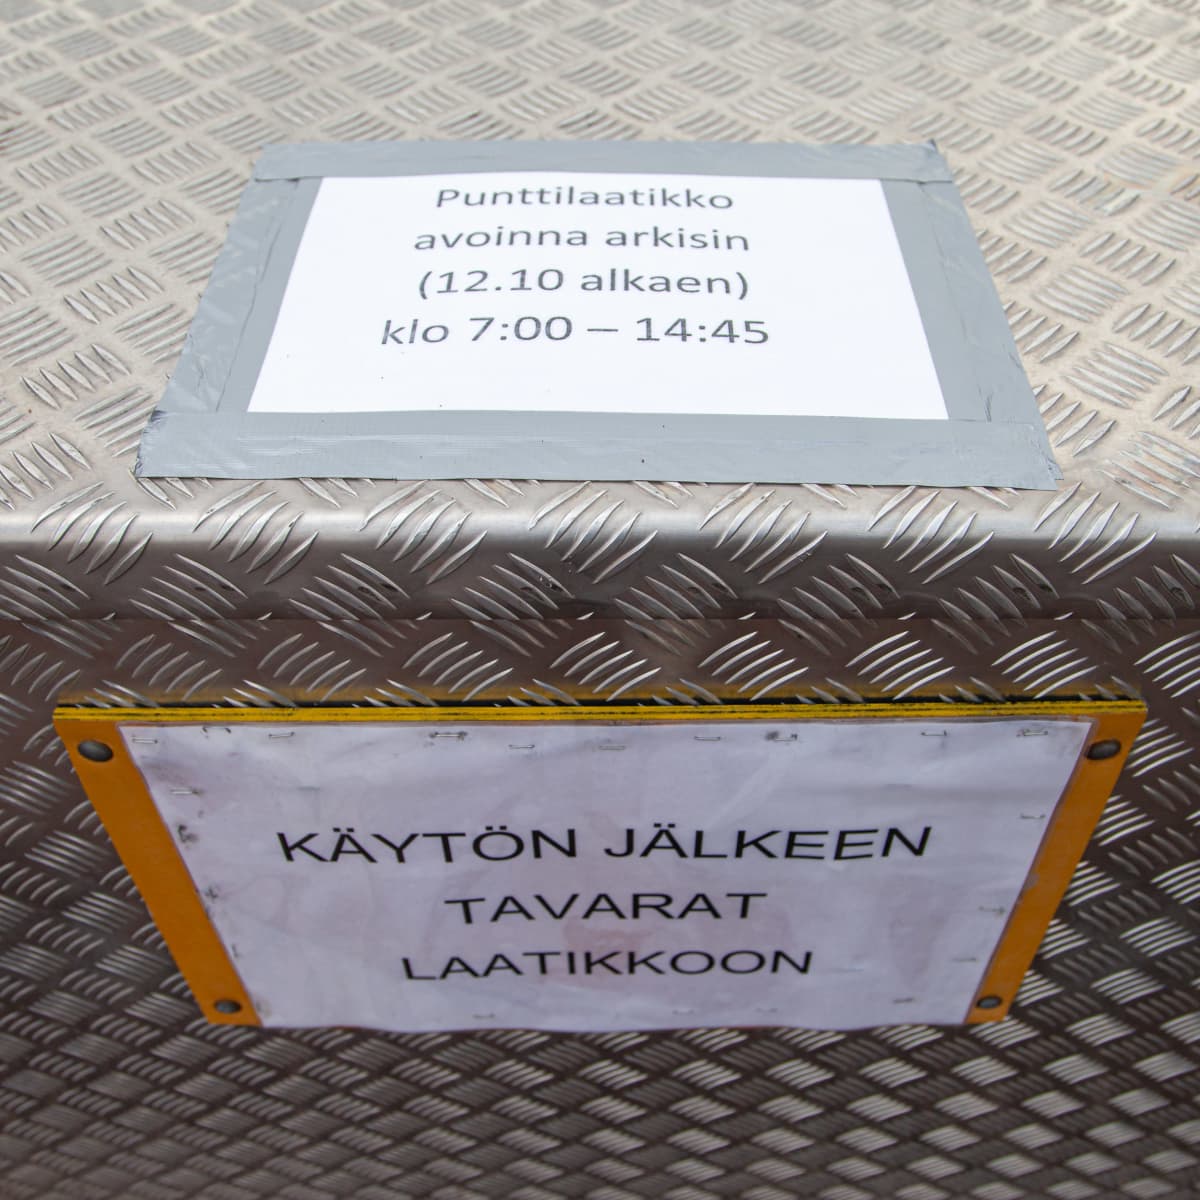 Punttilaatikko
avoinna arkisin
(12.10 alkaen)
klo 7:00 – 14:45
KÄYTÖN JÄLKEEN
TAVARAT
LAATIKKOON